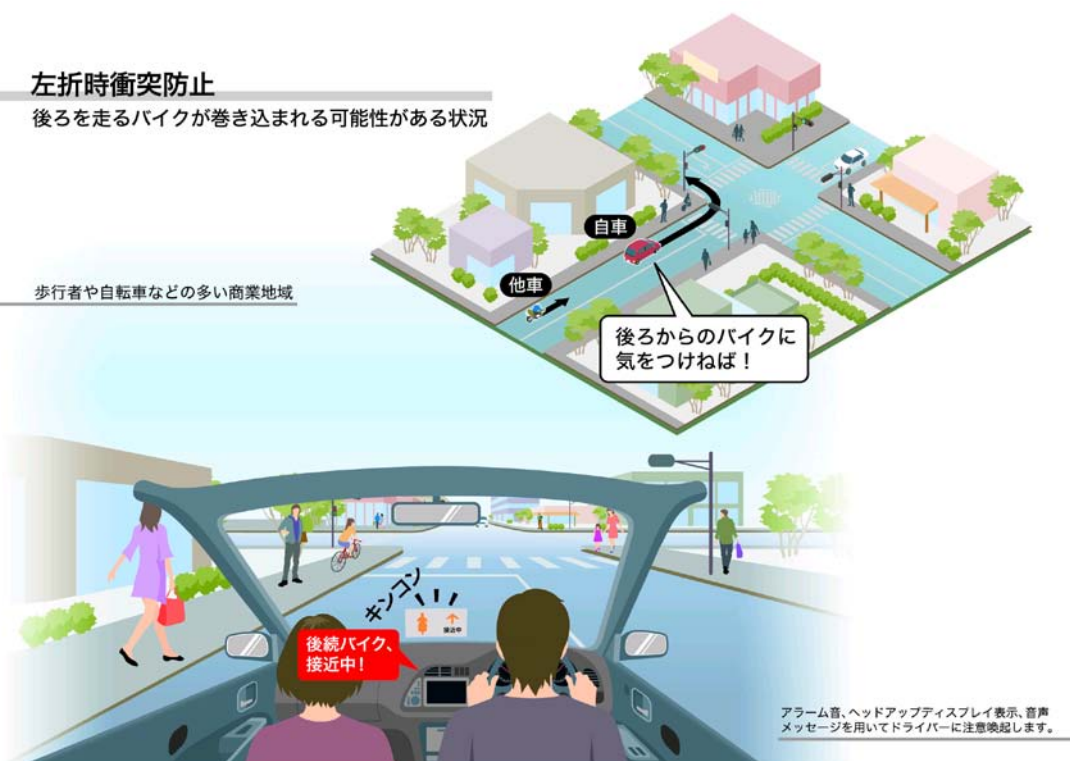 左折時衝突防止
後ろを走るバイクが巻き込まれる可能性がある状況
自車
他車
歩行者や自転車などの多い商業地域
後ろからのバイクに
気をつけねば！
キンコン
接近中
後続バイク、
接近中！
アラーム音、ヘッドアップディスプレイ表示、音声
メッセージを用いてドライバーに注意喚起します。